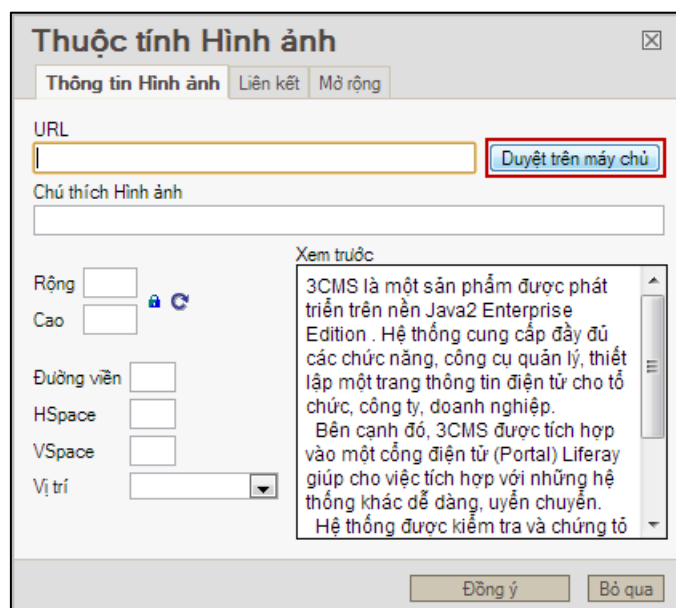 Thuộc tính Hình ảnh
Thông tin Hình ảnh Liên kết Mở rộng
URL
Duyệt trên máy chủ
Chú thích Hình ảnh
Xem trước
Rộng
Cao
Đường viền
HSpace
VSpace
Vị trí
3CMS là một sản phẩm được phát
triển trên nền Java2 Enterprise
Edition . Hệ thống cung cấp đầy đủ
các chức năng, công cụ quản lý, thiết
lập một trang thông tin điện tử cho tổ
chức, công ty, doanh nghiệp.
Bên cạnh đó, 3CMS được tích hợp
vào một cổng điện tử (Portal) Liferay
giúp cho việc tích hợp với những hệ
thống khác dễ dàng, uyển chuyển.
Hệ thống được kiểm tra và chứng tỏ
Đồng ý Bỏ qua